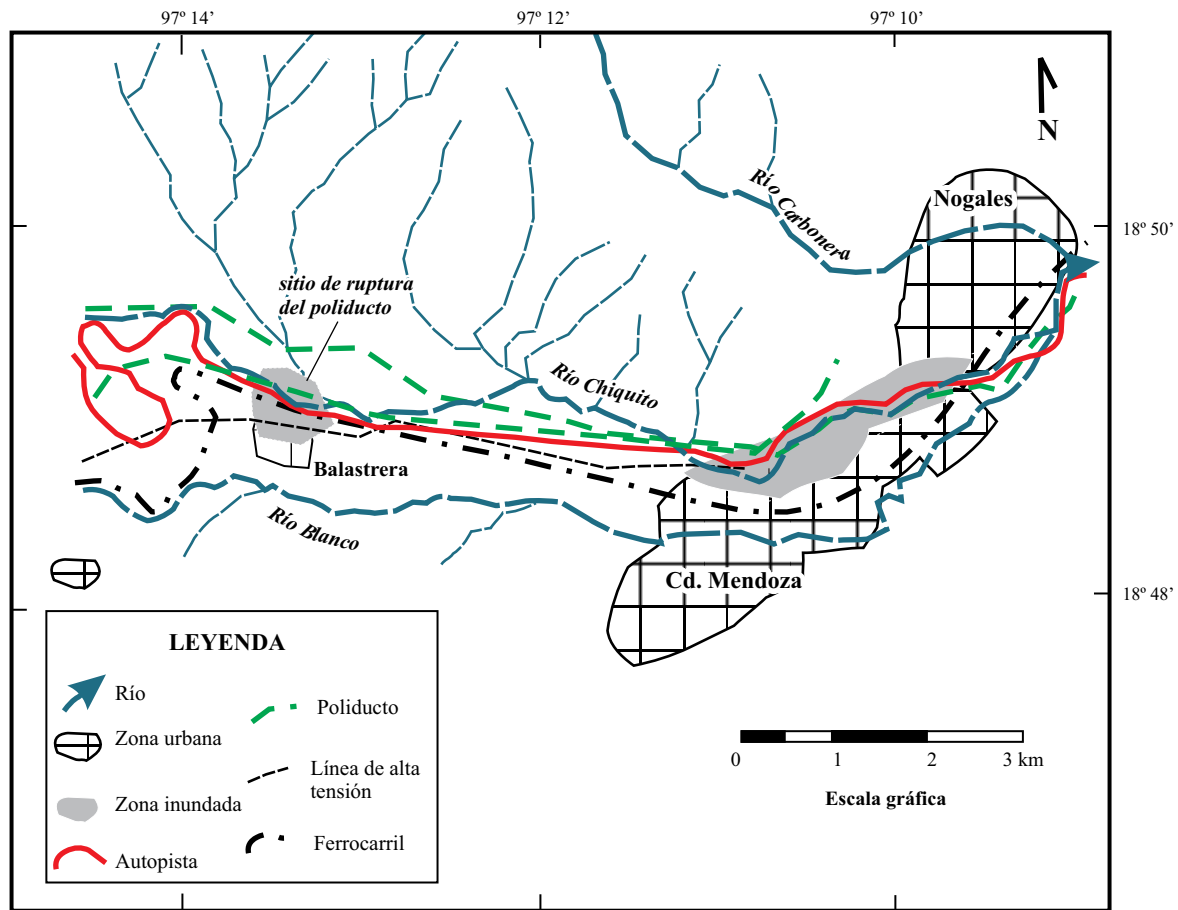 97º 14’
97º 12’
97º 10’
N
Nogales
Río Carbonera
18º 50’
sitio de ruptura
del poliducto
Río Chiquito
Balastrera
Río Blanco
Cd. Mendoza
18º 48’
LEYENDA
Río
Zona urbana
Zona inundada
Autopista
Poliducto
Línea de alta
tensión
Ferrocarril
0 1 2 3 km
Escala gráfica